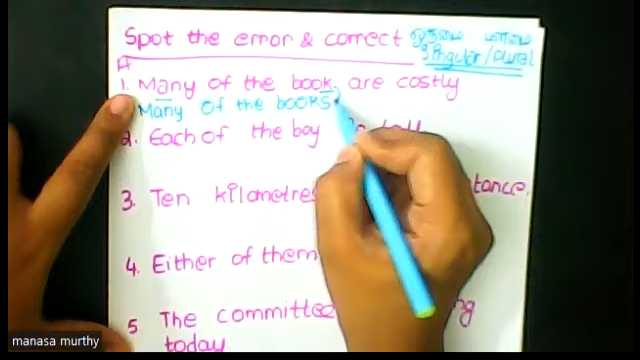 Spot the error & correct
Singular/plural
A
1. Many of the book are costly
Many of the books
2. Each of the boy
3. Ten kilometres
4. Either of them
5. The committee
today.
manasa murthy